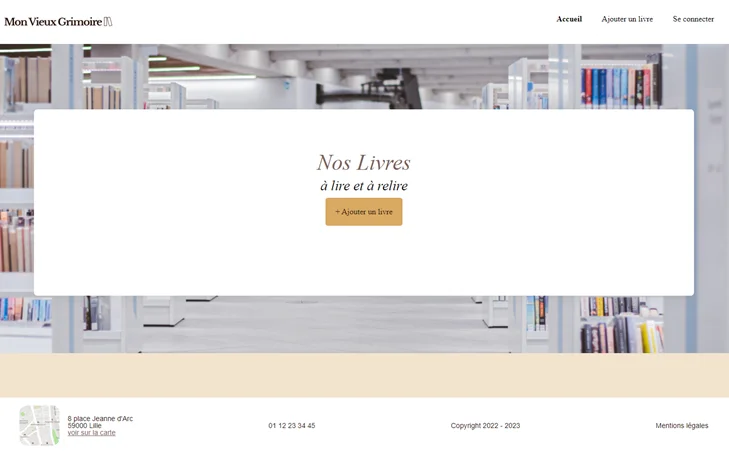 Mon Vieux Grimoire
Accueil
Ajouter un livre
Se connecter
Nos Livres
à lire et à relire
+ Ajouter un livre
8 place Jeanne d'Arc
59000 Lille
voir sur la carte
01 12 23 34 45
Copyright 2022 - 2023
Mentions légales